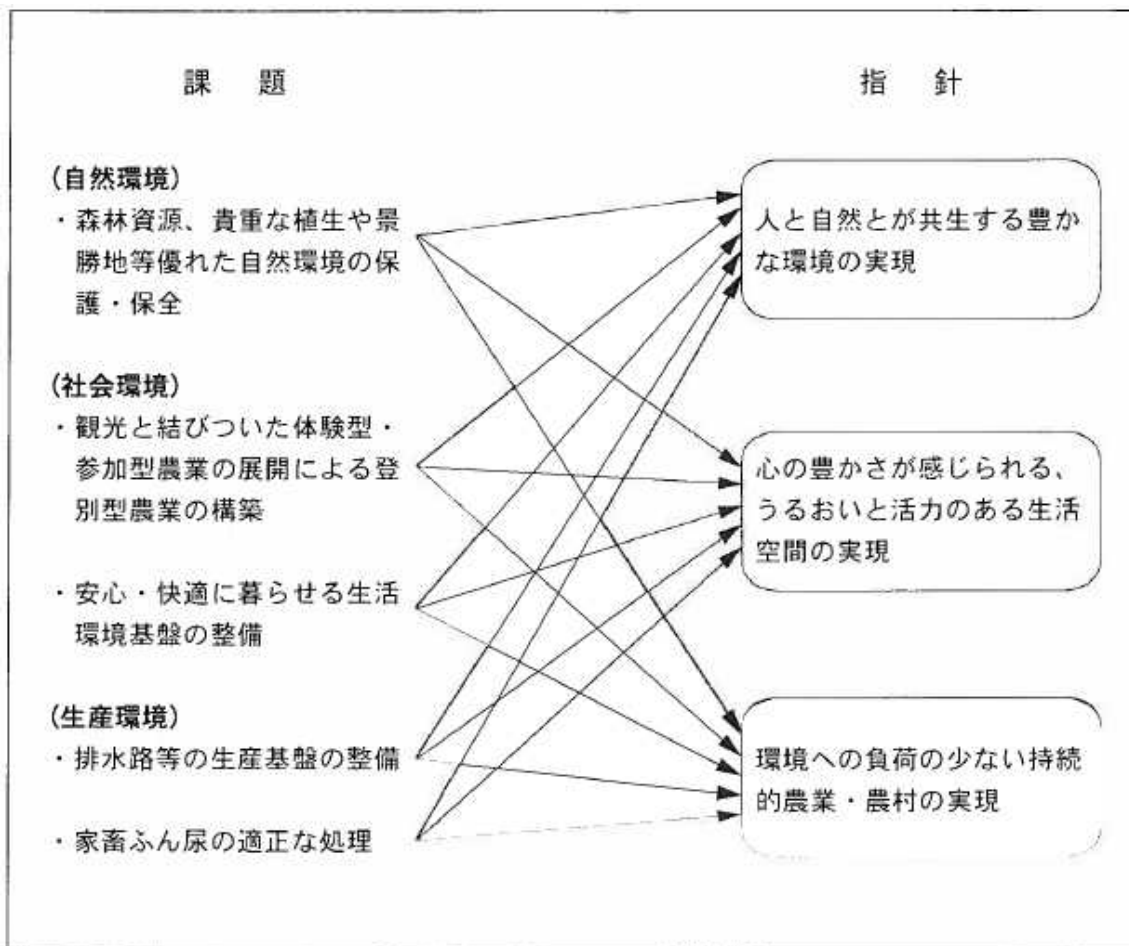 課 題
指 針
(自然環境)
・森林資源、貴重な植生や景
勝地等優れた自然環境の保
護・保全
(社会環境)
・観光と結びついた体験型・
参加型農業の展開による登
別型農業の構築
・安心・快適に暮らせる生活
環境基盤の整備
(生産環境)
・排水路等の生産基盤の整備
・家畜ふん尿の適正な処理
人と自然とが共生する豊か
な環境の実現
心の豊かさが感じられる、
うるおいと活力のある生活
空間の実現
環境への負荷の少ない持続
的農業・農村の実現